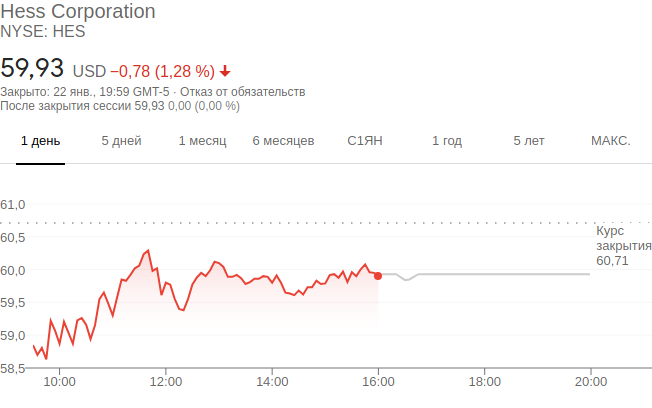 Hess Corporation
NYSE: HES
59,93 USD −0,78 (1,28 %)
Закрыто: 22 янв., 19:59 GMT-5 · Отказ от обязательств
После закрытия сессии 59,93 0,00 (0,00 %)
1 день 5 дней 1 месяц 6 месяцев С1ЯН 1 год 5 лет МАКС.
61,0
Курс
закрытия
60,71
60,5
60,0
59,5
59,0
58,5
10:00 12:00 14:00 16:00 18:00 20:00